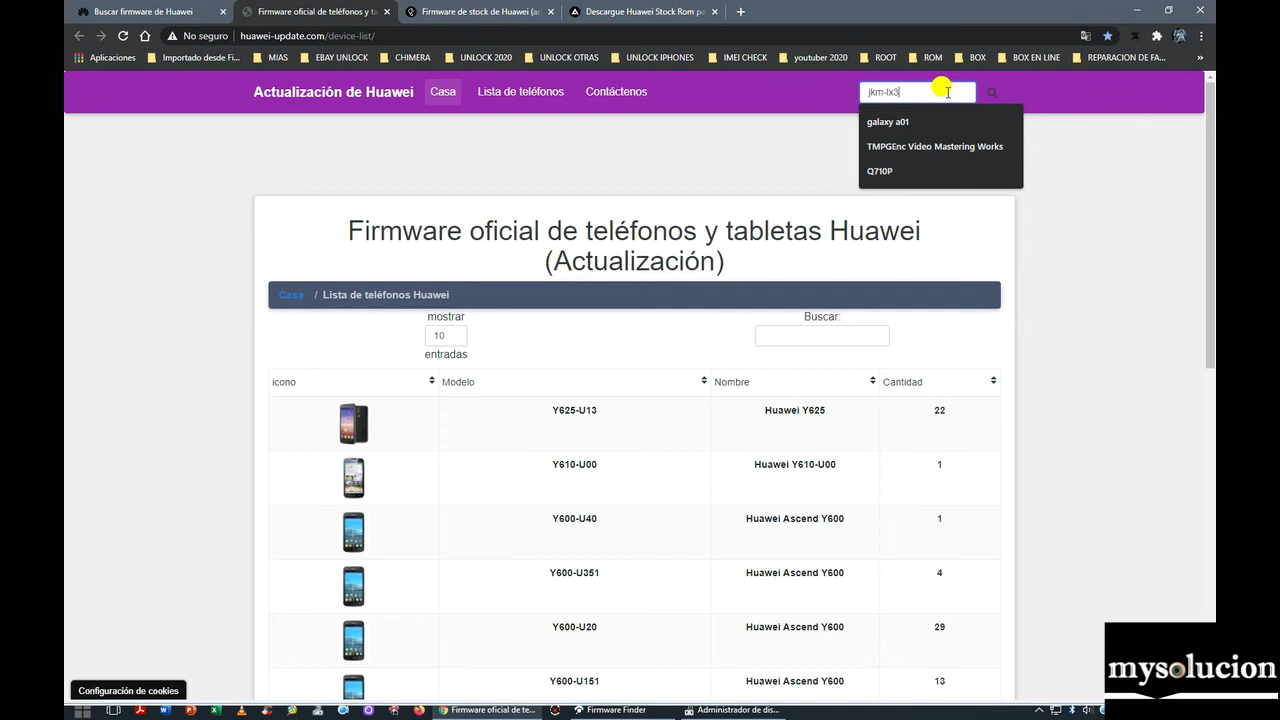 Buscar firmware de Huawei
Firmware oficial de teléfonos y ta
Firmware de stock de Huawei (ar
Descargue Huawei Stock Rom pa
No seguro
huawei-update.com/device-list/
Aplicaciones
Importado desde Fi...
MIAS
EBAY UNLOCK
CHIMERA
UNLOCK 2020
UNLOCK OTRAS
UNLOCK IPHONES
IMEI CHECK
youtuber 2020
ROOT
ROM
BOX
BOX EN LINE
REPARACION DE FA...
Actualización de Huawei
Casa
Lista de teléfonos
Contáctenos
jkm-lx3
galaxy a01
TMPGEnc Video Mastering Works
Q710P
Firmware oficial de teléfonos y tabletas Huawei
(Actualización)
Casa / Lista de teléfonos Huawei
mostrar
10
entradas
Buscar:
icono Modelo Nombre Cantidad
Y625-U13 Huawei Y625 22
Y610-U00 Huawei Y610-U00 1
Y600-U40 Huawei Ascend Y600 1
Y600-U351 Huawei Ascend Y600 4
Y600-U20 Huawei Ascend Y600 29
Y600-U151 Huawei Ascend Y600 13
Configuración de cookies
mysolucion
Firmware oficial de te...
Firmware Finder
Administrador de dis...